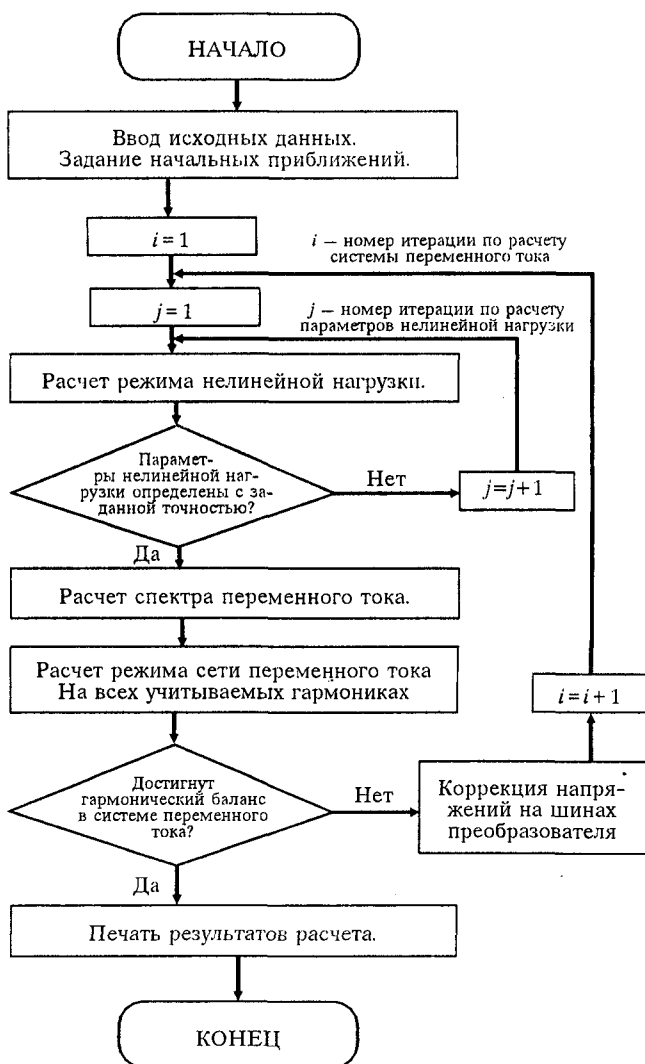 НАЧАЛО
Ввод исходных данных.
Задание начальных приближений.
i = 1
i — номер итерации по расчету
системы переменного тока
j = 1
j — номер итерации по расчету
параметров нелинейной нагрузки
Расчет режима нелинейной нагрузки.
Парамет-
ры нелинейной наг-
рузки определены с за-
данной точностью?
Нет
j=j+1
Да
Расчет спектра переменного тока.
Расчет режима сети переменного тока
На всех учитываемых гармониках
i=i+1
Достигнут
гармонический баланс
в системе переменного
тока?
Нет
Коррекция напря-
жений на шинах
преобразователя
Да
Печать результатов расчета.
КОНЕЦ